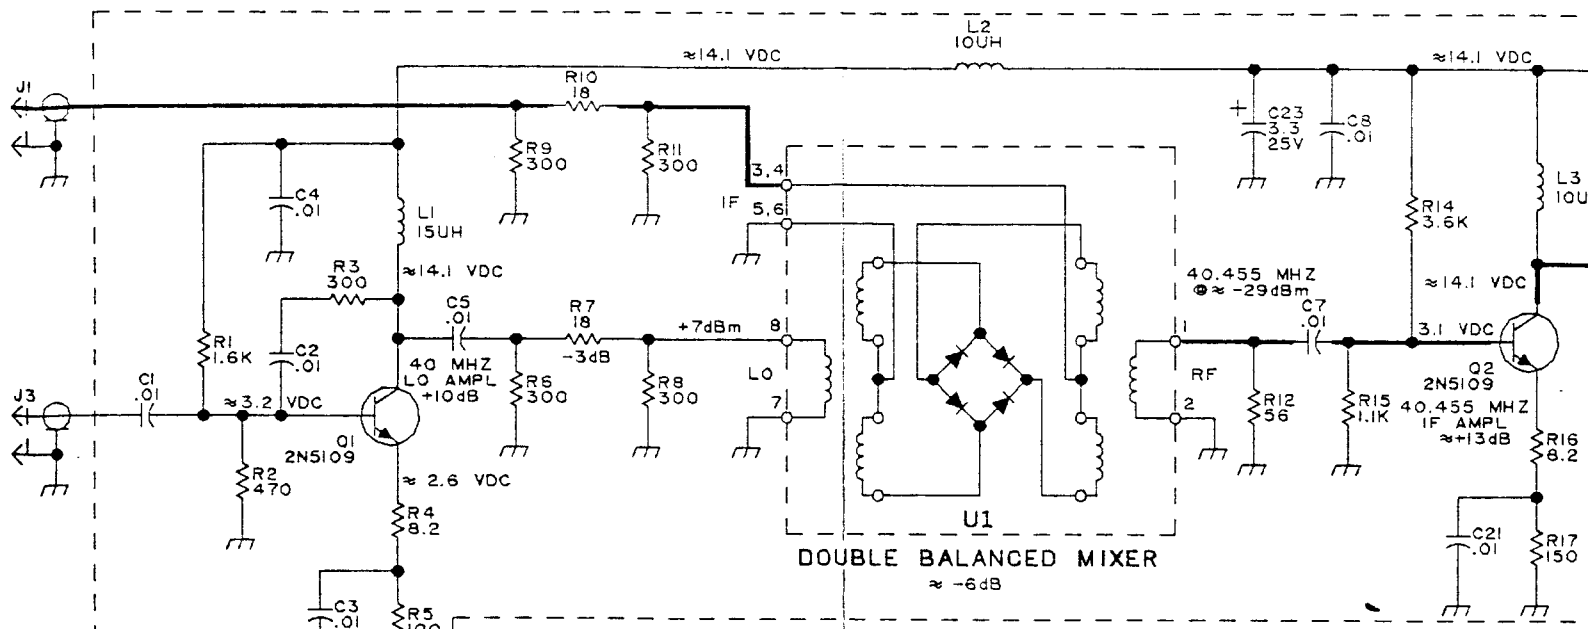 L2
10UH
≈14.1 VDC
≈14.1 VDC
J1
R10
18
+
C23
3.3
25V
C8
.01
R9
300
R11
300
3,4
C4
.01
L1
15UH
IF
5,6
L3
R14
3.6K
R3
300
≈14.1 VDC
40.455 MHZ
@≈ -29dBm
≈14.1 VDC
C5
.01
R7
18
-3dB
+7dBm
8
1
C7
.01
3.1 VDC
R1
1.6K
C2
.01
40 MHZ
LO AMPL
+10dB
R6
300
R8
300
LO
RF
Q2
2N5109
J3
C1
.01
≈3.2 VDC
7
2
R12
56
R15
1.1K
40.455 MHZ
IF AMPL
≈+13dB
Q1
2N5109
R2
470
≈ 2.6 VDC
R16
8.2
R4
8.2
U1
DOUBLE BALANCED MIXER
≈ -6dB
C21
.01
R17
150
C3
.01
R5